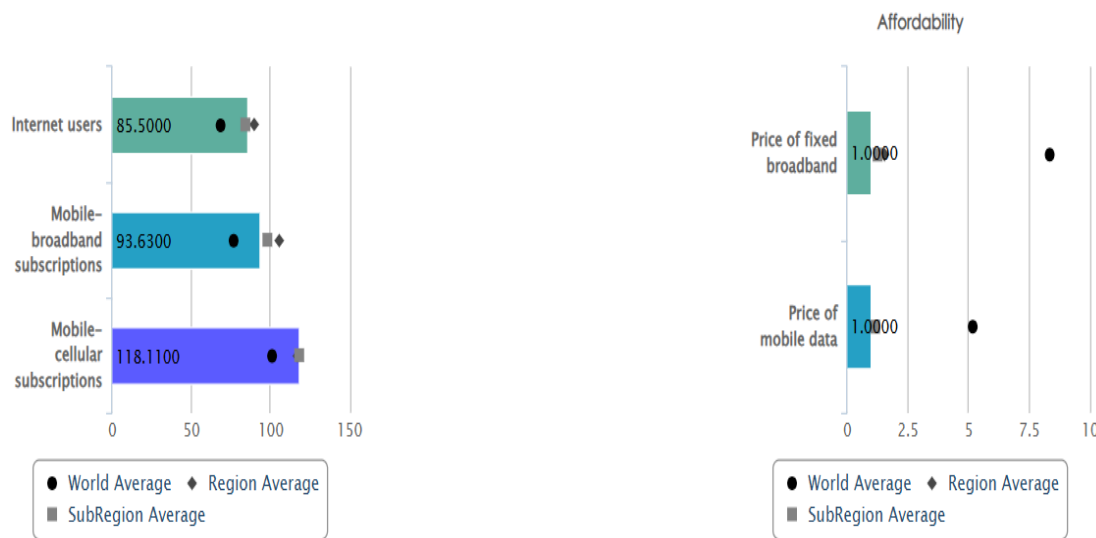 Affordability
Internet users
85.5000
Mobile-
broadband
subscriptions
93.6300
Mobile-
cellular
subscriptions
118.1100
0 50 100 150
World Average Region Average
SubRegion Average
Price of fixed
broadband
1.0000
Price of
mobile data
1.0000
0 2.5 5 7.5 10
World Average Region Average
SubRegion Average